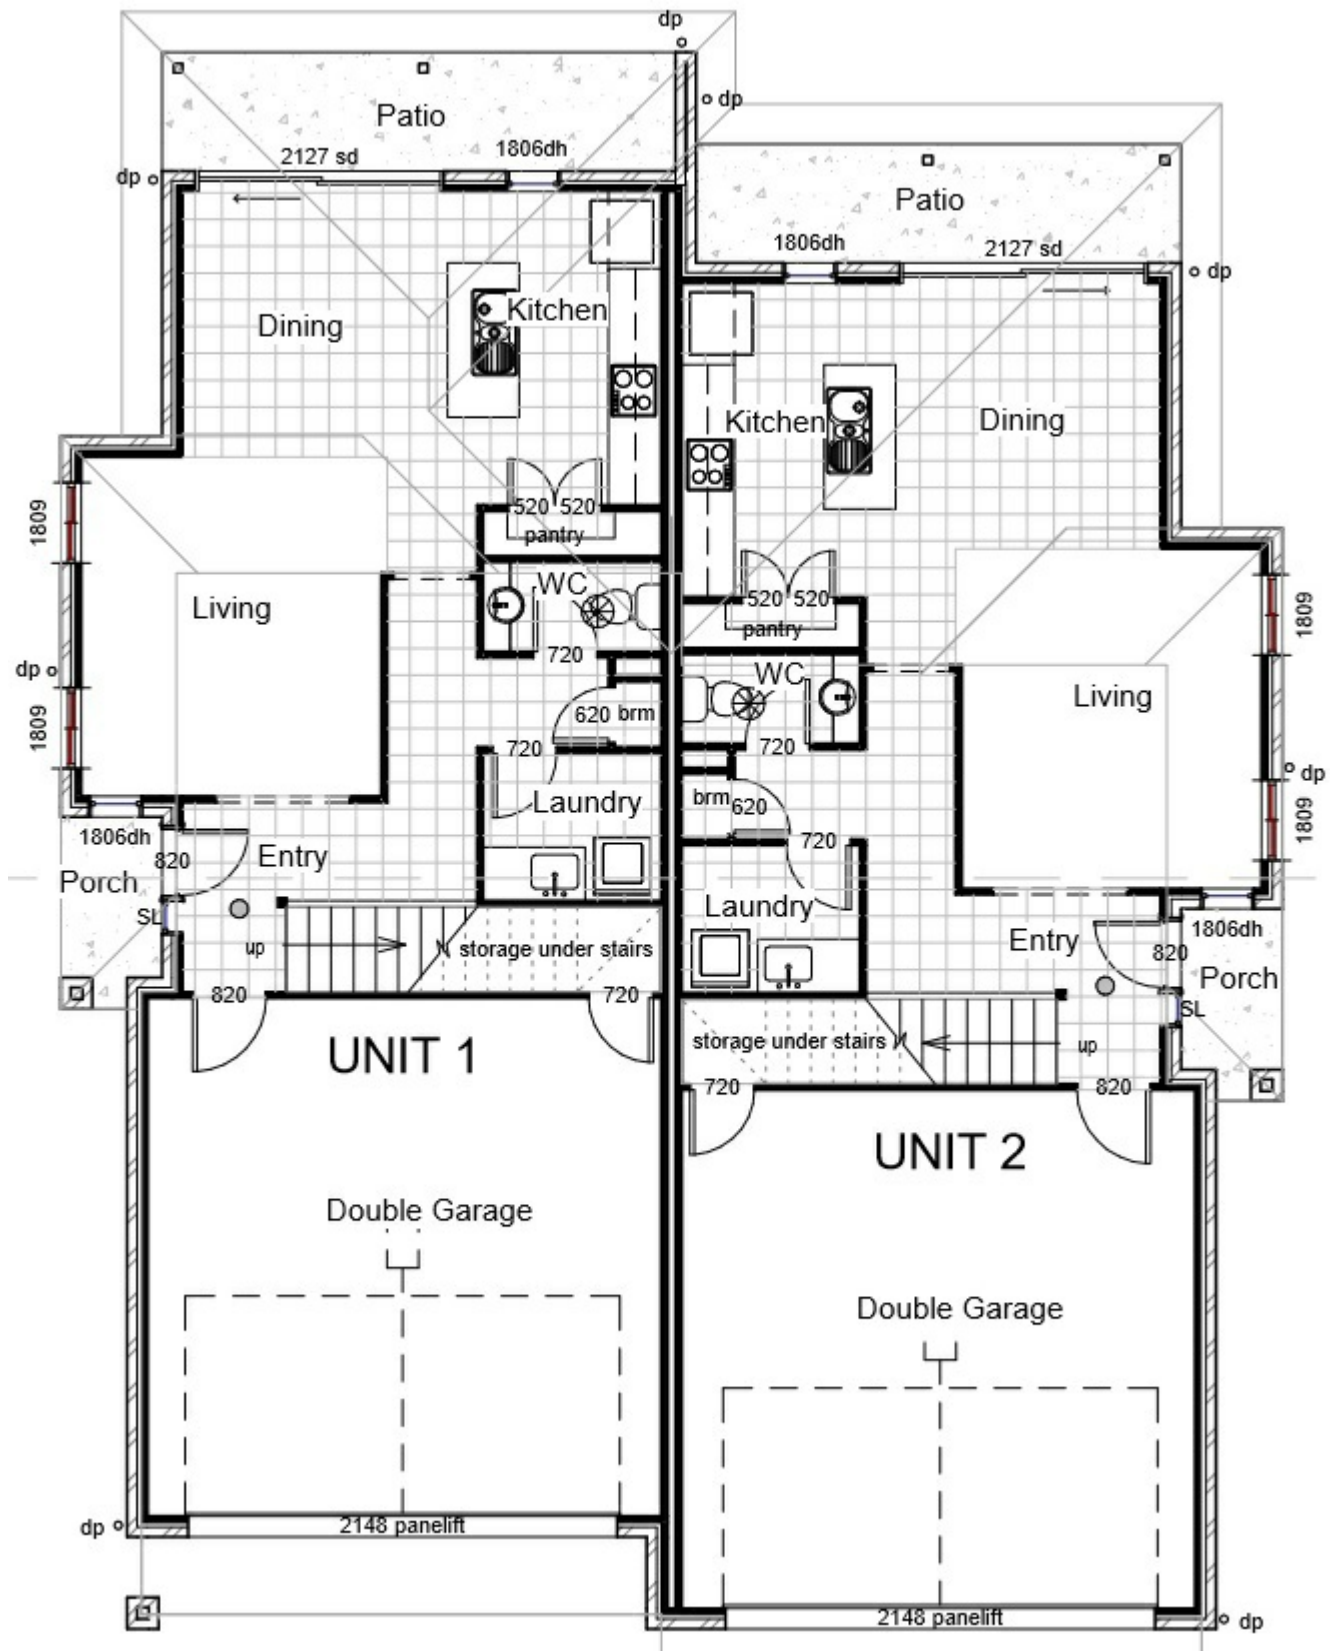 dp
dp
Patio
2127 sd
1806dh
dp
Patio
1806dh
2127 sd
dp
Dining
Kitchen
Kitchen
Dining
1809
520 520
pantry
WC
Living
520 520
pantry
1809
720
dp
WC
Living
620 brm
1809
720
720
dp
Laundry
brm 620
1809
1806dh
820
Entry
720
Porch
SL
Laundry
up
storage under stairs
Entry
1806dh
820
Porch
820
720
SL
UNIT 1
storage under stairs
up
720
820
UNIT 2
Double Garage
Double Garage
dp
2148 panelift
2148 panelift
dp